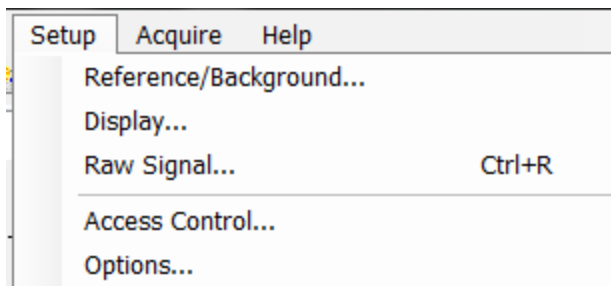 Setup Acquire Help
Reference/Background...
Display...
Raw Signal... Ctrl+R
Access Control...
Options...